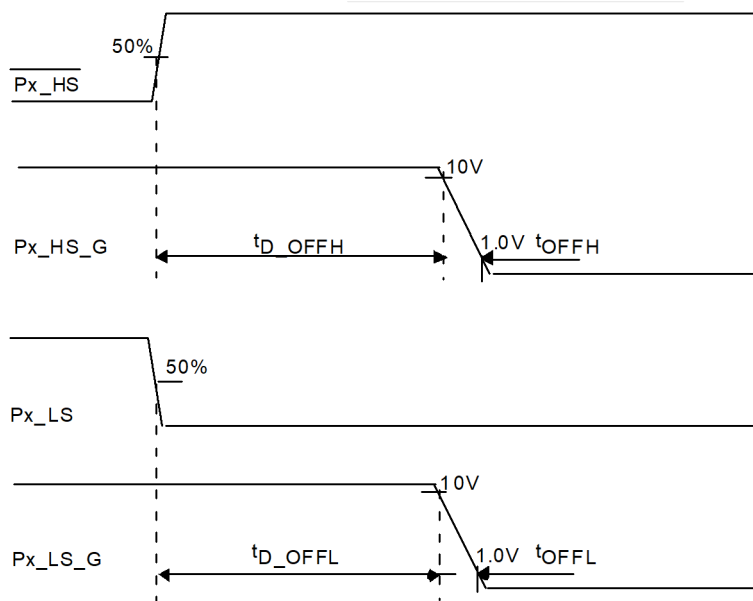 50%
Px_HS
10V
Px_HS_G
tD_OFFH
1.0V tOFFH
50%
Px_LS
10V
Px_LS_G
tD_OFFL
1.0V tOFFL